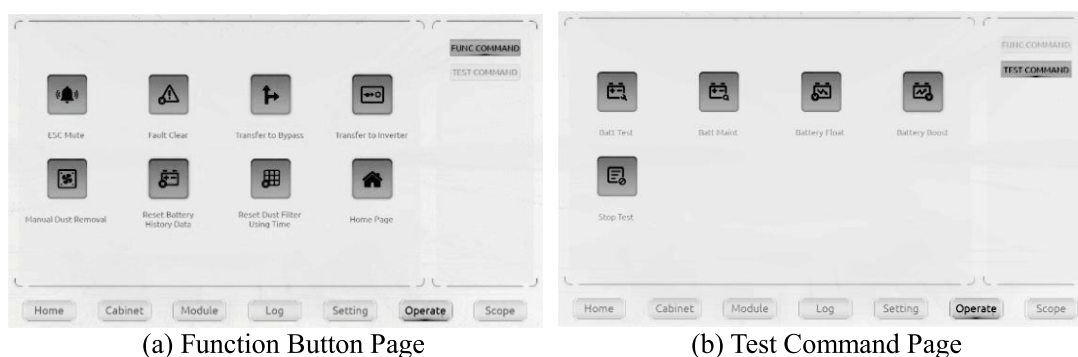 FUNC COMMAND
TEST COMMAND
ESC Mute
Fault Clear
Transfer to Bypass
Transfer to Inverter
Manual Dust Removal
Reset Battery
History Data
Reset Dust Filter
Using Time
Home Page
Home
Cabinet
Module
Log
Setting
Operate
Scope
(a) Function Button Page
FUNC COMMAND
TEST COMMAND
Batt Test
Batt Maint
Battery Float
Battery Boost
Stop Test
Home
Cabinet
Module
Log
Setting
Operate
Scope
(b) Test Command Page